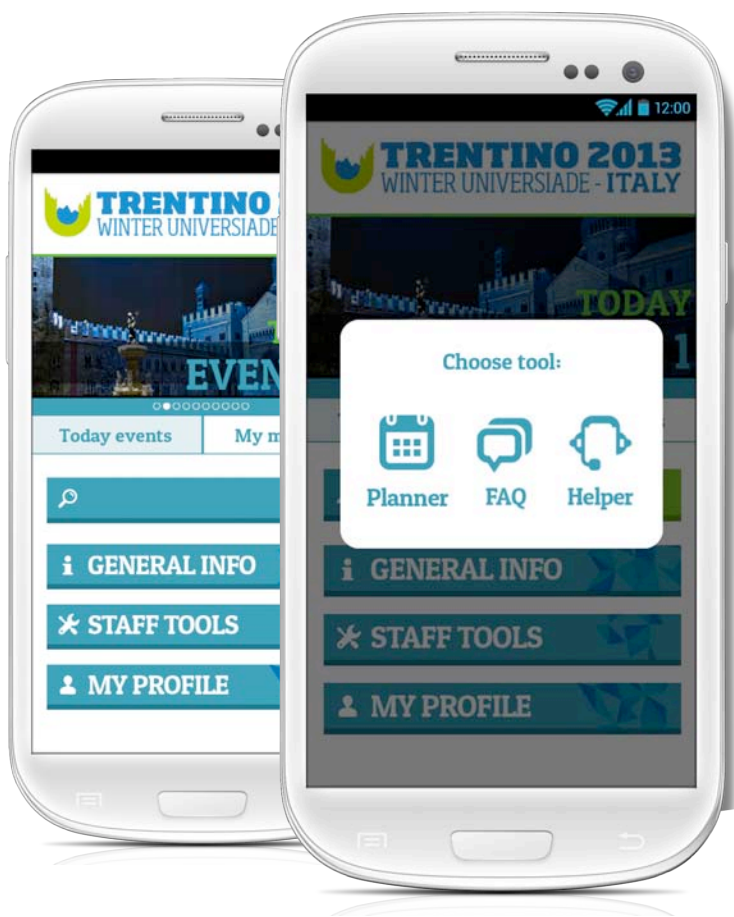 TRENTINO
WINTER UNIVERSIADE
EVEN
Today events
My m
GENERAL INFO
STAFF TOOLS
MY PROFILE
12:00
TRENTINO 2013
WINTER UNIVERSIADE - ITALY
TODAY
1
Choose tool:
Planner
FAQ
Helper
GENERAL INFO
STAFF TOOLS
MY PROFILE